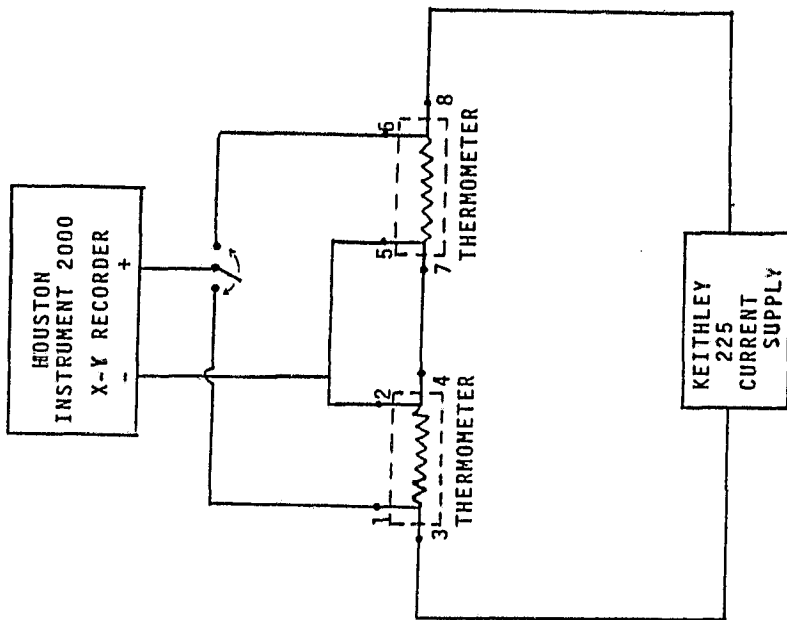 HOUSTON
INSTRUMENT 2000
X-Y RECORDER
-
+
1
2
5
6
3
4
7
8
THERMOMETER
THERMOMETER
KEITHLEY
225
CURRENT
SUPPLY